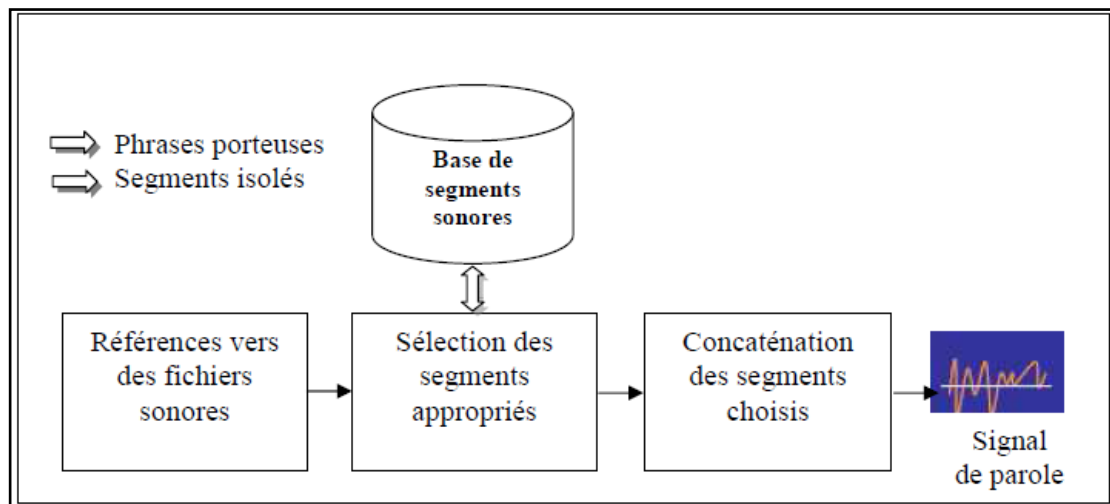 Phrases porteuses
Segments isolés
Base de
segments
sonores
Références vers
des fichiers
sonores
Sélection des
segments
appropriés
Concaténation
des segments
choisis
Signal
de parole